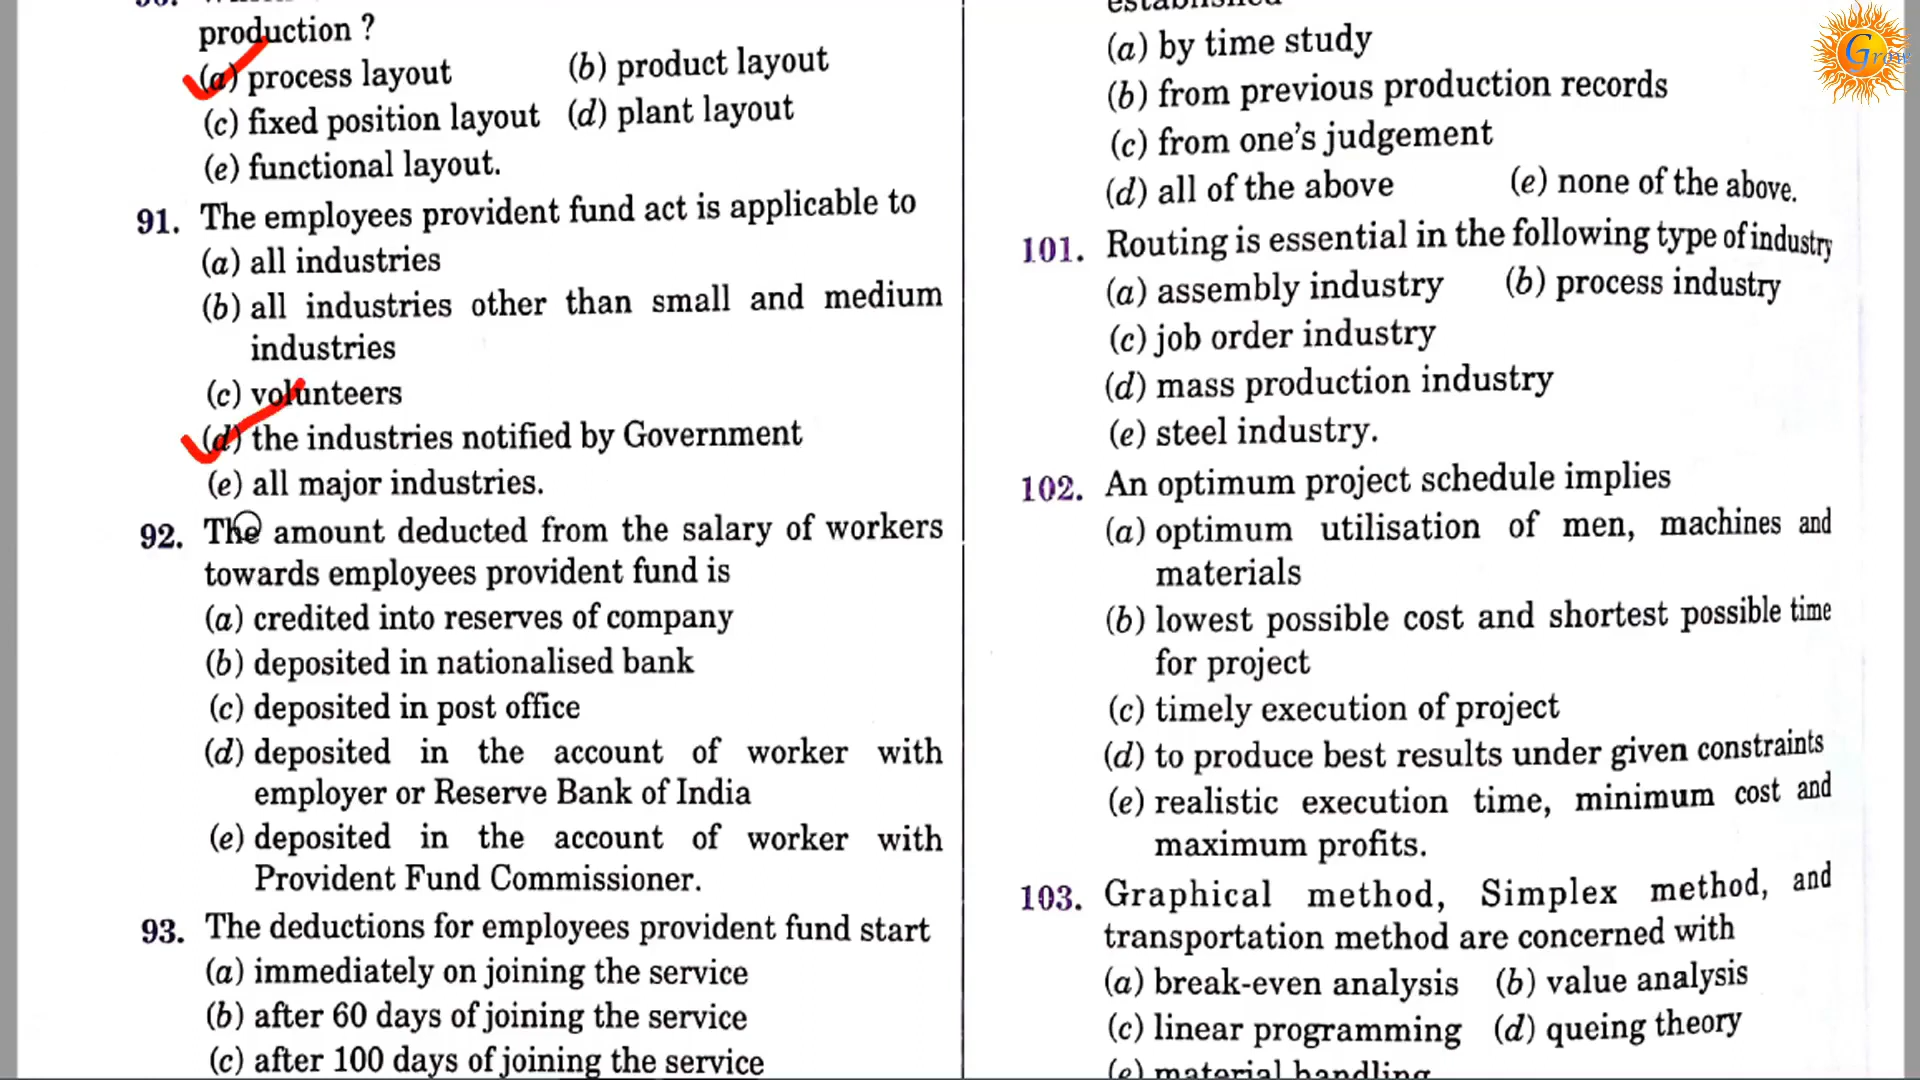 production ?
(a) process layout (b) product layout
(c) fixed position layout (d) plant layout
(e) functional layout.
91. The employees provident fund act is applicable to
(a) all industries
(b) all industries other than small and medium
industries
(c) volunteers
(d) the industries notified by Government
(e) all major industries.
92. The amount deducted from the salary of workers
towards employees provident fund is
(a) credited into reserves of company
(b) deposited in nationalised bank
(c) deposited in post office
(d) deposited in the account of worker with
employer or Reserve Bank of India
(e) deposited in the account of worker with
Provident Fund Commissioner.
93. The deductions for employees provident fund start
(a) immediately on joining the service
(b) after 60 days of joining the service
(c) after 100 days of joining the service
established
(a) by time study
(b) from previous production records
(c) from one's judgement
(d) all of the above (e) none of the above.
101. Routing is essential in the following type of industry
(a) assembly industry (b) process industry
(c) job order industry
(d) mass production industry
(e) steel industry.
102. An optimum project schedule implies
(a) optimum utilisation of men, machines and
materials
(b) lowest possible cost and shortest possible time
for project
(c) timely execution of project
(d) to produce best results under given constraints
(e) realistic execution time, minimum cost and
maximum profits.
103. Graphical method, Simplex method, and
transportation method are concerned with
(a) break-even analysis (b) value analysis
(c) linear programming (d) queing theory
(e) material handling
Grow